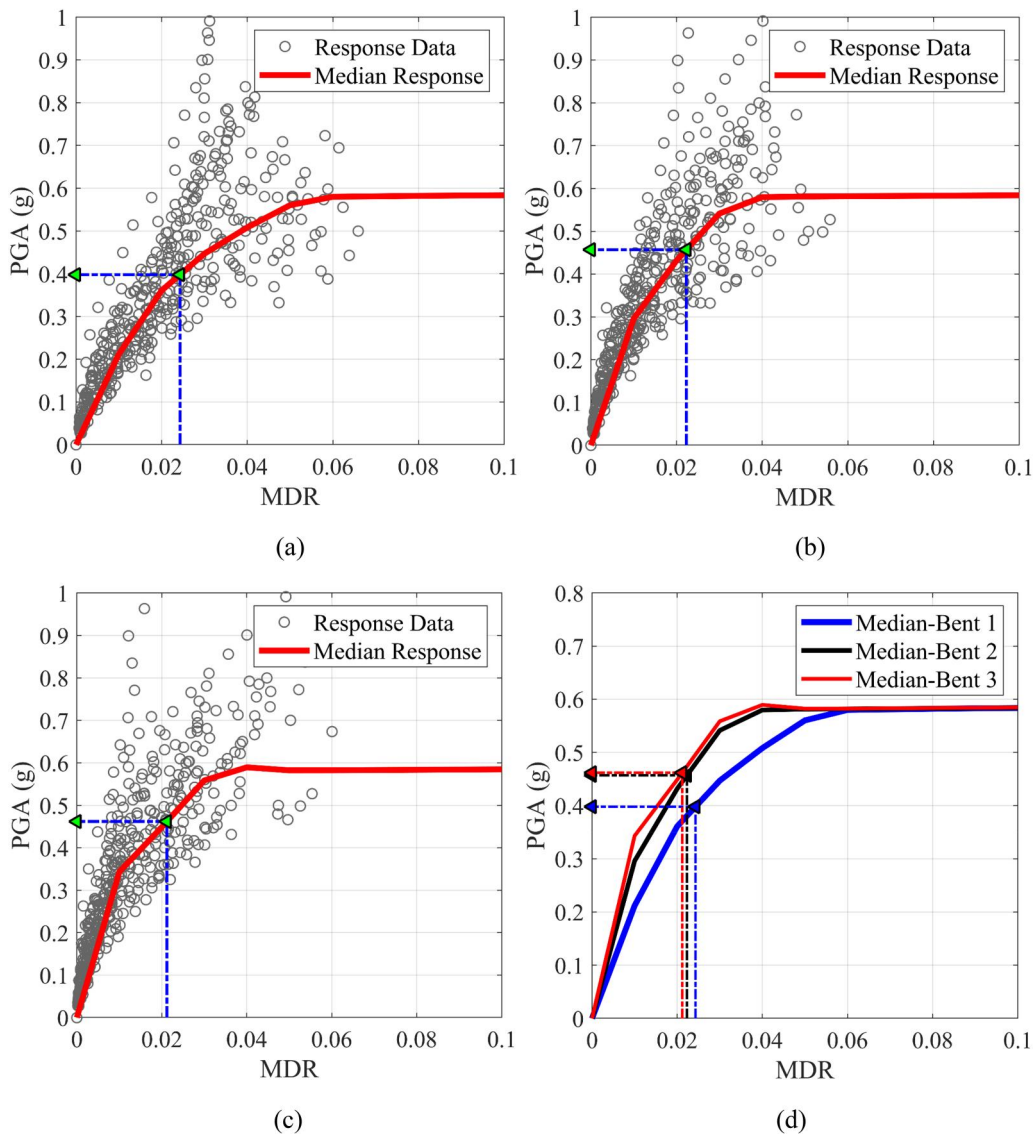 1
0.9
0.8
0.7
0.6
0.5
0.4
0.3
0.2
0.1
0
PGA (g)
Response Data
Median Response
0 0.02 0.04 0.06 0.08 0.1
MDR
(a)
1
0.9
0.8
0.7
0.6
0.5
0.4
0.3
0.2
0.1
0
PGA (g)
Response Data
Median Response
0 0.02 0.04 0.06 0.08 0.1
MDR
(b)
1
0.9
0.8
0.7
0.6
0.5
0.4
0.3
0.2
0.1
0
PGA (g)
Response Data
Median Response
0 0.02 0.04 0.06 0.08 0.1
MDR
(c)
0.8
0.7
0.6
0.5
0.4
0.3
0.2
0.1
0
PGA (g)
Median-Bent 1
Median-Bent 2
Median-Bent 3
0 0.02 0.04 0.06 0.08 0.1
MDR
(d)